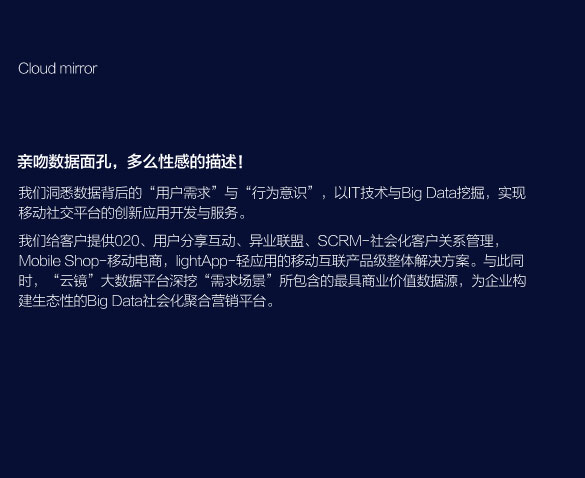 Cloud mirror
亲吻数据面孔，多么性感的描述！
我们洞悉数据背后的“用户需求”与“行为意识”，以IT技术与Big Data挖掘，实现
移动社交平台的创新应用开发与服务。
我们给客户提供020、用户分享互动、异业联盟、SCRM-社会化客户关系管理，
Mobile Shop-移动电商，lightApp-轻应用的移动互联产品级整体解决方案。与此同
时，“云镜”大数据平台深挖“需求场景”所包含的最具商业价值数据源，为企业构
建生态性的Big Data社会化聚合营销平台。